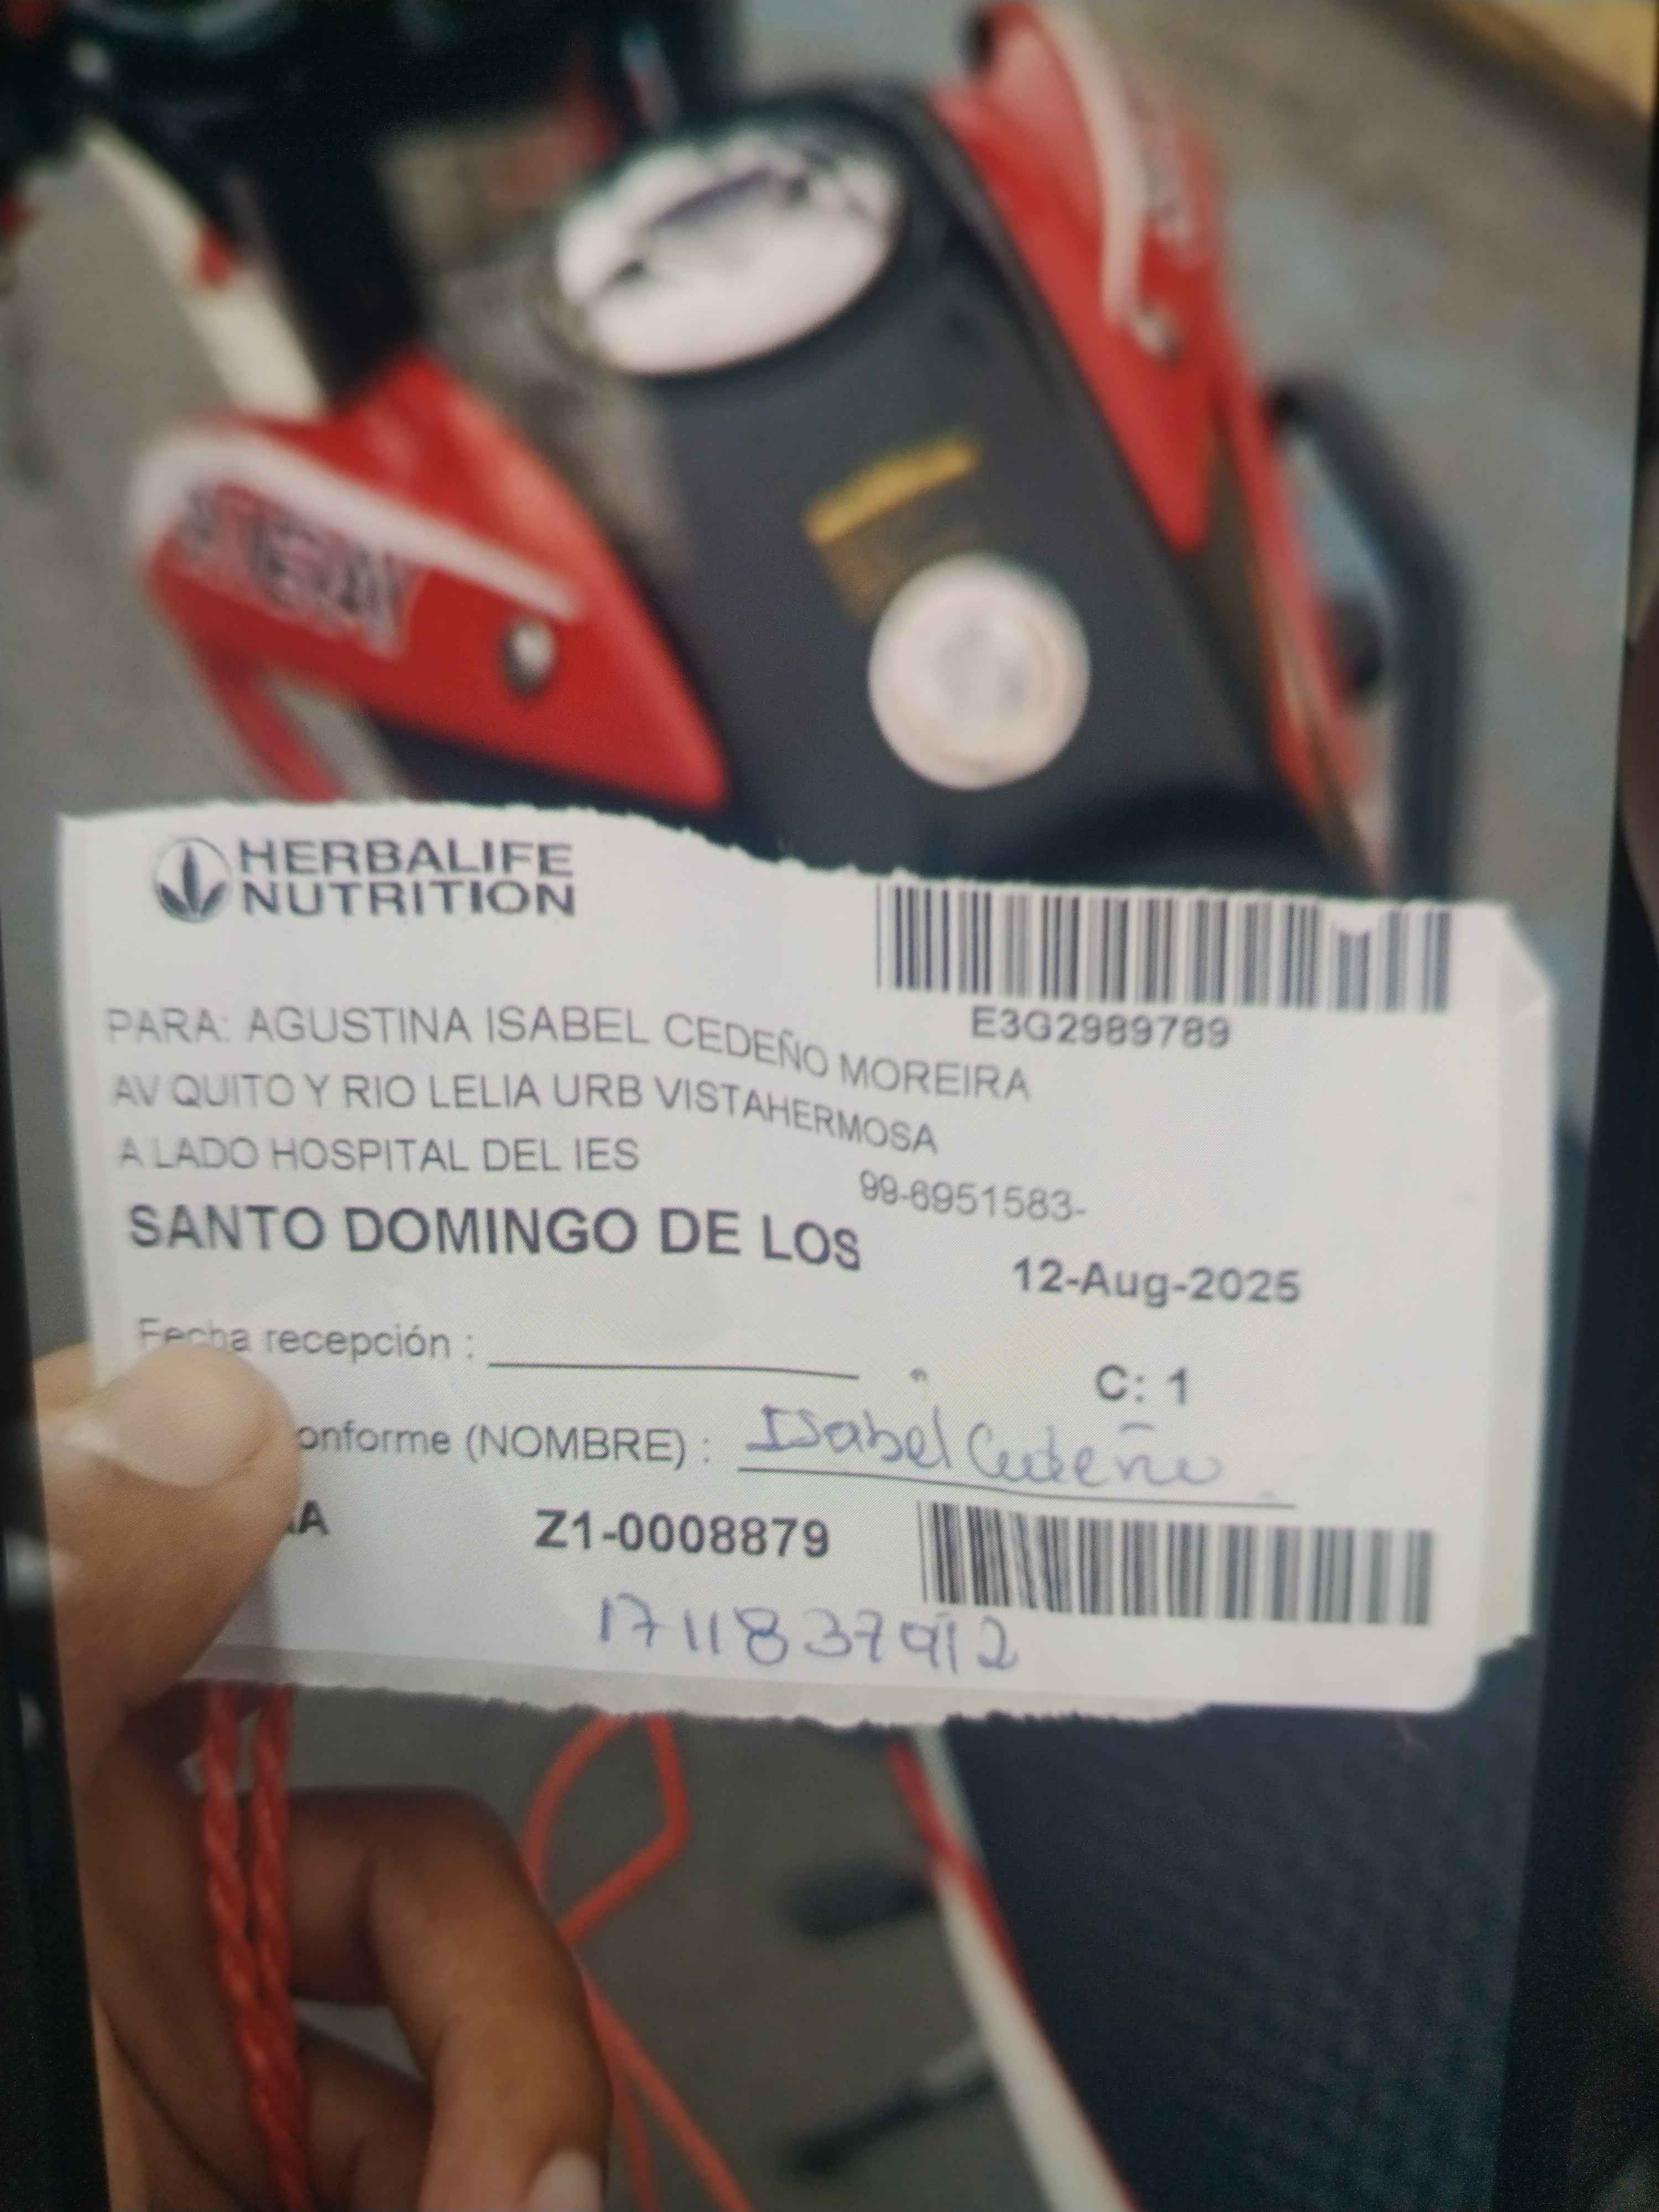 HERBALIFE
NUTRITION
E3G2989789
PARA: AGUSTINA ISABEL CEDEÑO MOREIRA
AV QUITO Y RIO LELIA URB VISTAHERMOSA
A LADO HOSPITAL DEL IES
99-6951583-
SANTO DOMINGO DE LOS
12-Aug-2025
Fecha recepción :
C: 1
onforme (NOMBRE) : Isabel Cedeño
Z1-0008879
1711837912